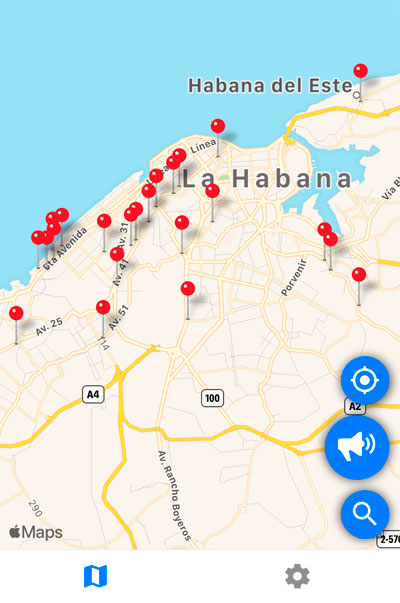 Habana del Este
Línea
La Habana
Vía Bl
5ta Avenida
Av. 31
Av. 41
Porvenir
Av. 51
Av. 25
114
A4
100
A2
Av. Rancho Boyeros
290
Maps
2-570